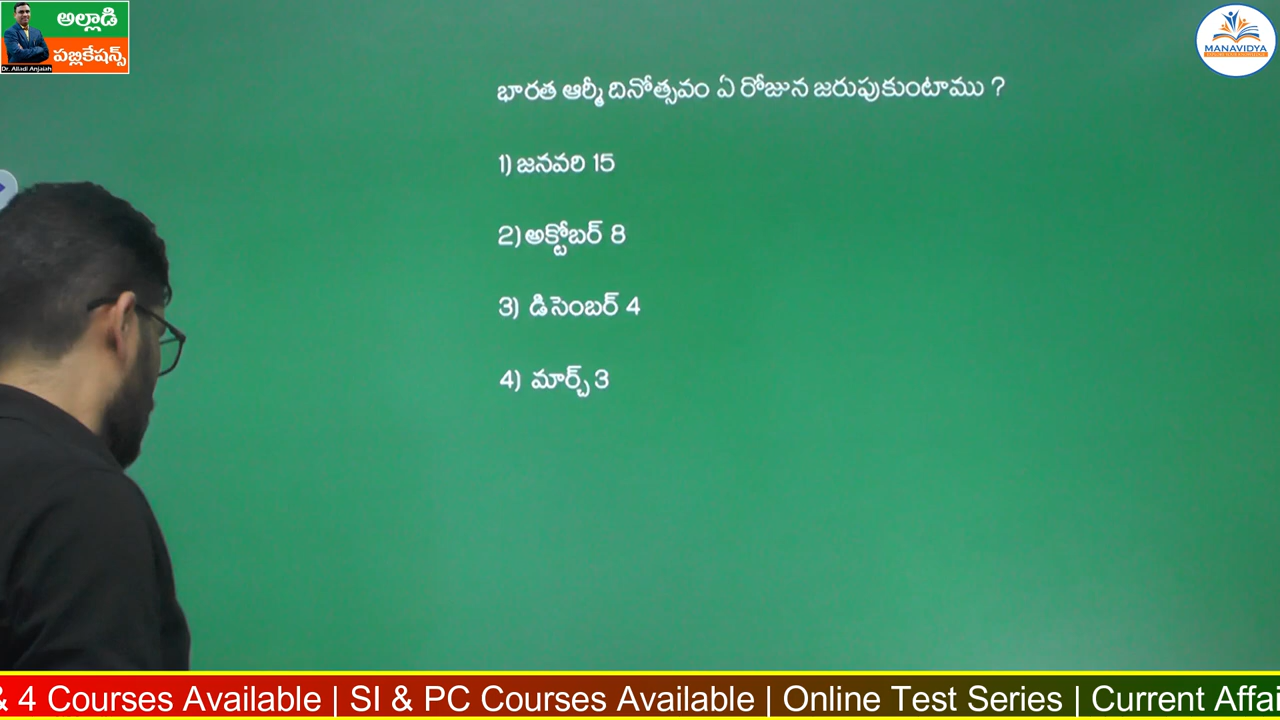 అల్లాడి
పబ్లికేషన్స్
Dr. Alladi Anjaiah
MANAVIDYA
భారత ఆర్మీ దినోత్సవం ఏ రోజున జరుపుకుంటాము ?
1) జనవరి 15
2) అక్టోబర్ 8
3) డిసెంబర్ 4
4) మార్చ్ 3
& 4 Courses Available | SI & PC Courses Available | Online Test Series | Current Affai